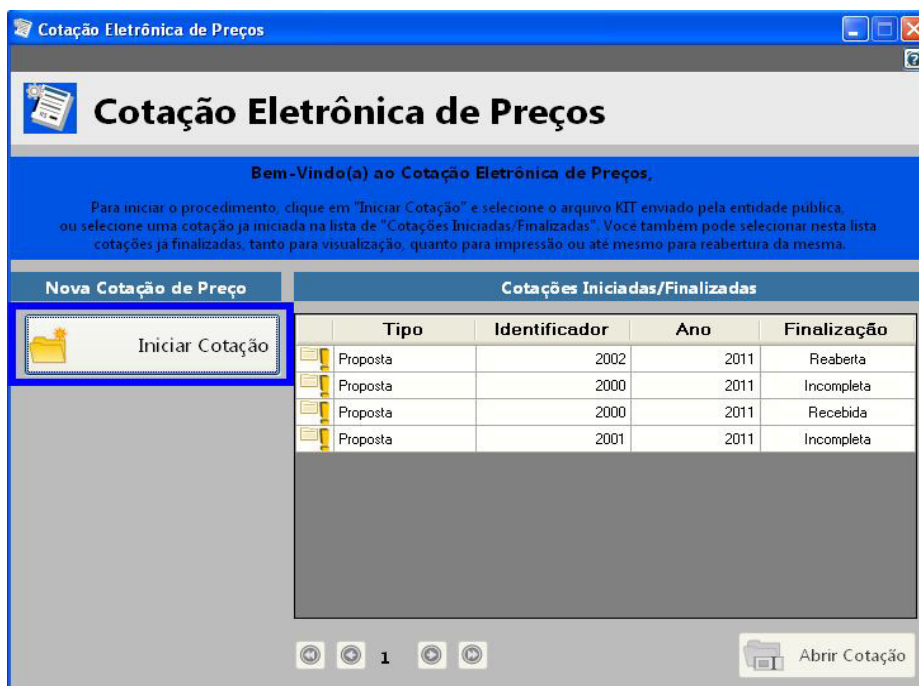 Cotação Eletrônica de Preços
Cotação Eletrônica de Preços
Bem-Vindo(a) ao Cotação Eletrônica de Preços,
Para iniciar o procedimento, clique em "Iniciar Cotação" e selecione o arquivo KIT enviado pela entidade pública,
ou selecione uma cotação já iniciada na lista de "Cotações Iniciadas/Finalizadas". Você também pode selecionar nesta lista
cotações já finalizadas, tanto para visualização, quanto para impressão ou até mesmo para reabertura da mesma.
Nova Cotação de Preço
Iniciar Cotação
Cotações Iniciadas/Finalizadas
Tipo Identificador Ano Finalização
Proposta 2002 2011 Reaberta
Proposta 2000 2011 Incompleta
Proposta 2000 2011 Recebida
Proposta 2001 2011 Incompleta
1
Abrir Cotação